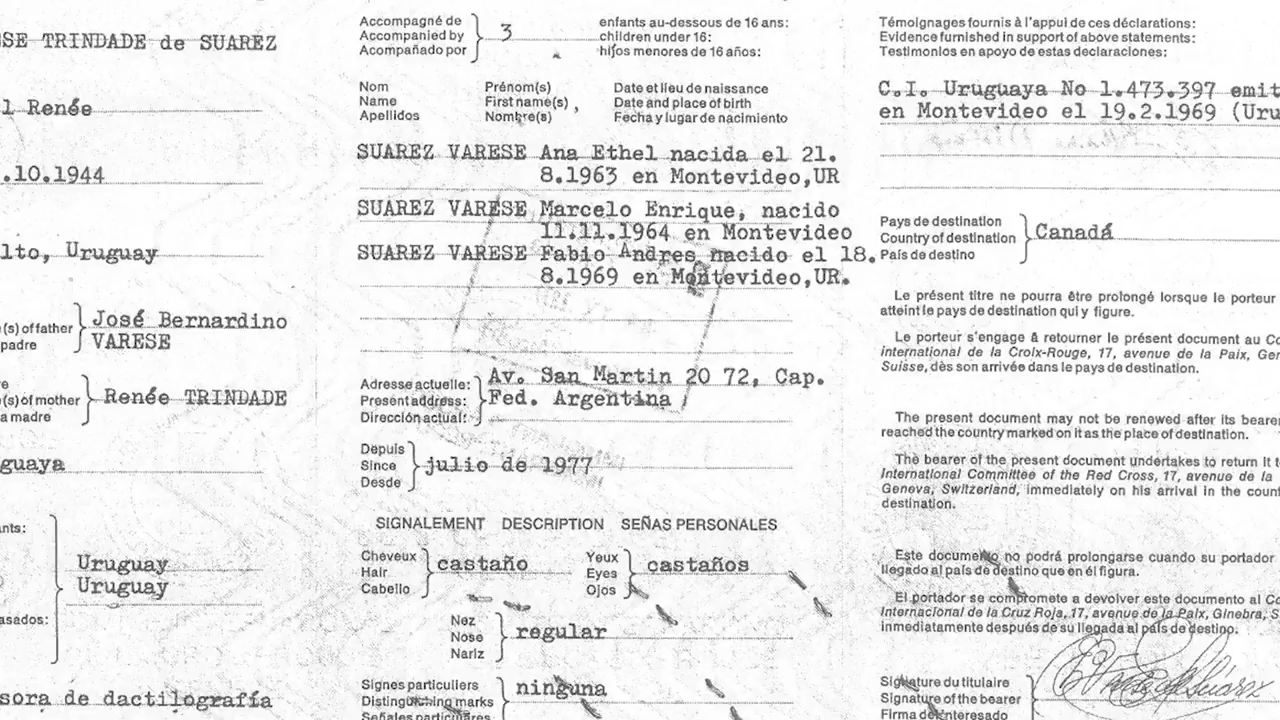 SE TRINDADE de SUAREZ
l Renée
.10.1944
lto, Uruguay
(s) of father
padre
José Bernardino
VARESE
re
(s) of mother
a madre
Renée TRINDADE
guaya
ants:
Uruguay
Uruguay
asados:
sora de dactilografía
Accompagné de
Accompanied by
Acompañado por
3
enfants au-dessous de 16 ans:
children under 16:
hijos menores de 16 años:
Nom Prénom(s) Date et lieu de naissance
Name First name(s) , Date and place of birth
Apellidos Nombre(s) Fecha y lugar de nacimiento
SUAREZ VARESE Ana Ethel nacida el 21.
8.1963 en Montevideo,UR
SUAREZ VARESE Marcelo Enrique, nacido
11.11.1964 en Montevideo
SUAREZ VARESE Fabio Andres nacido el 18.
8.1969 en Montevideo,UR.
Adresse actuelle:
Present address:
Dirección actual:
Av. San Martin 20 72, Cap.
Fed. Argentina
Depuis
Since
Desde
julio de 1977
SIGNALEMENT DESCRIPTION SEÑAS PERSONALES
Cheveux
Hair
Cabello
castaño
Yeux
Eyes
Ojos
castaños
Nez
Nose
Nariz
regular
Signes particuliers
Distinguishing marks
Señales particulares
ninguna
Témoignages fournis à l'appui de ces déclarations:
Evidence furnished in support of above statements:
Testimonios en apoyo de estas declaraciones:
C.I. Uruguaya No 1.473.397 emit
en Montevideo el 19.2.1969 (Uru
Pays de destination
Country of destination
País de destino
Canadá
Le présent titre ne pourra être prolongé lorsque le porteur
atteint le pays de destination qui y figure.
Le porteur s'engage à retourner le présent document au Co
international de la Croix-Rouge, 17, avenue de la Paix, Gen
Suisse, dès son arrivée dans le pays de destination.
The present document may not be renewed after its bearer
reached the country marked on it as the place of destination.
The bearer of the present document undertakes to return it t
International Committee of the Red Cross, 17, avenue de la
Geneva, Switzerland, immediately on his arrival in the count
destination.
Este documento no podrá prolongarse cuando su portador
llegado al país de destino que en él figura.
El portador se compromete a devolver este documento al Co
Internacional de la Cruz Roja, 17, avenue de la Paix, Ginebra, S
inmediatamente después de su llegada al país de destino.
Signature du titulaire
Signature of the bearer
Firma del interesado